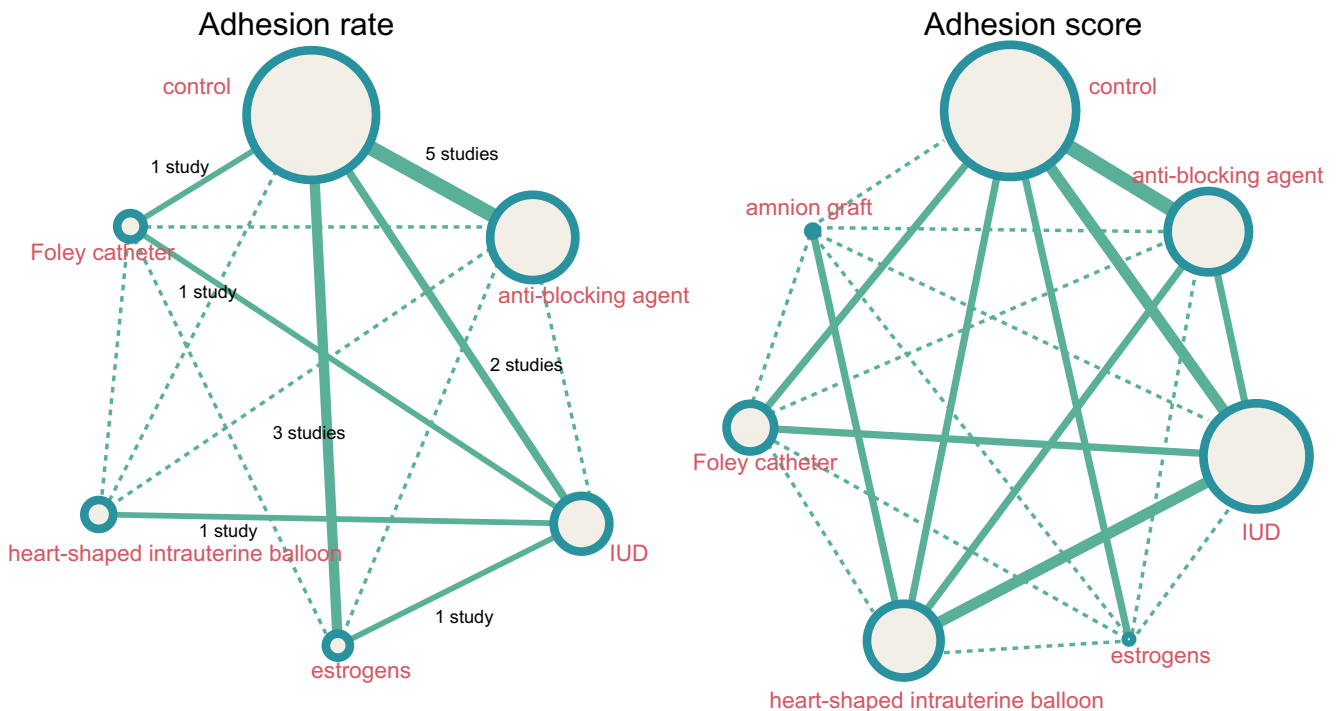 Adhesion rate
control
1 study
5 studies
Foley catheter
1 study
anti-blocking agent
2 studies
3 studies
1 study
heart-shaped intrauterine balloon
IUD
1 study
estrogens
Adhesion score
control
anti-blocking agent
amnion graft
Foley catheter
IUD
estrogens
heart-shaped intrauterine balloon